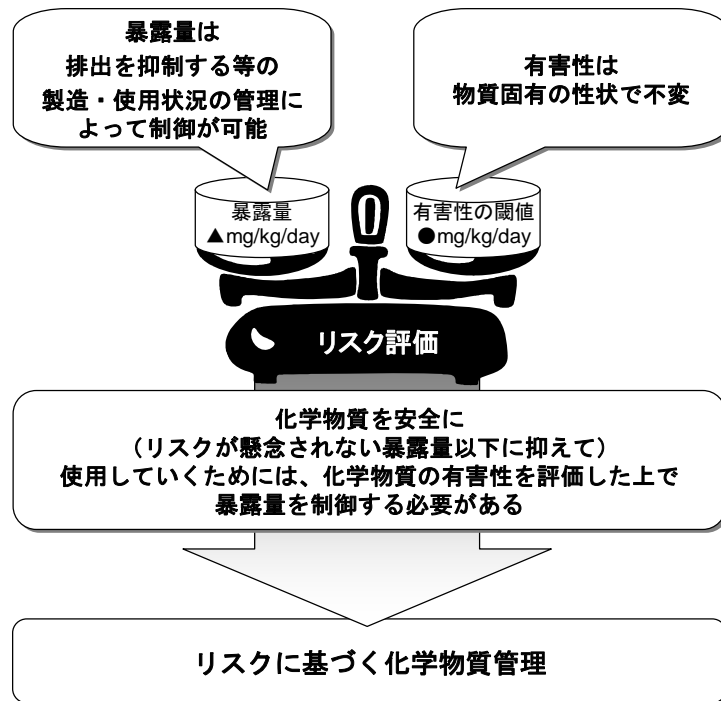 暴露量は
排出を抑制する等の
製造・使用状況の管理に
よって制御が可能
有害性は
物質固有の性状で不変
暴露量
▲mg/kg/day
有害性の閾値
●mg/kg/day
リスク評価
化学物質を安全に
（リスクが懸念されない暴露量以下に抑えて）
使用していくためには、化学物質の有害性を評価した上で
暴露量を制御する必要がある
リスクに基づく化学物質管理